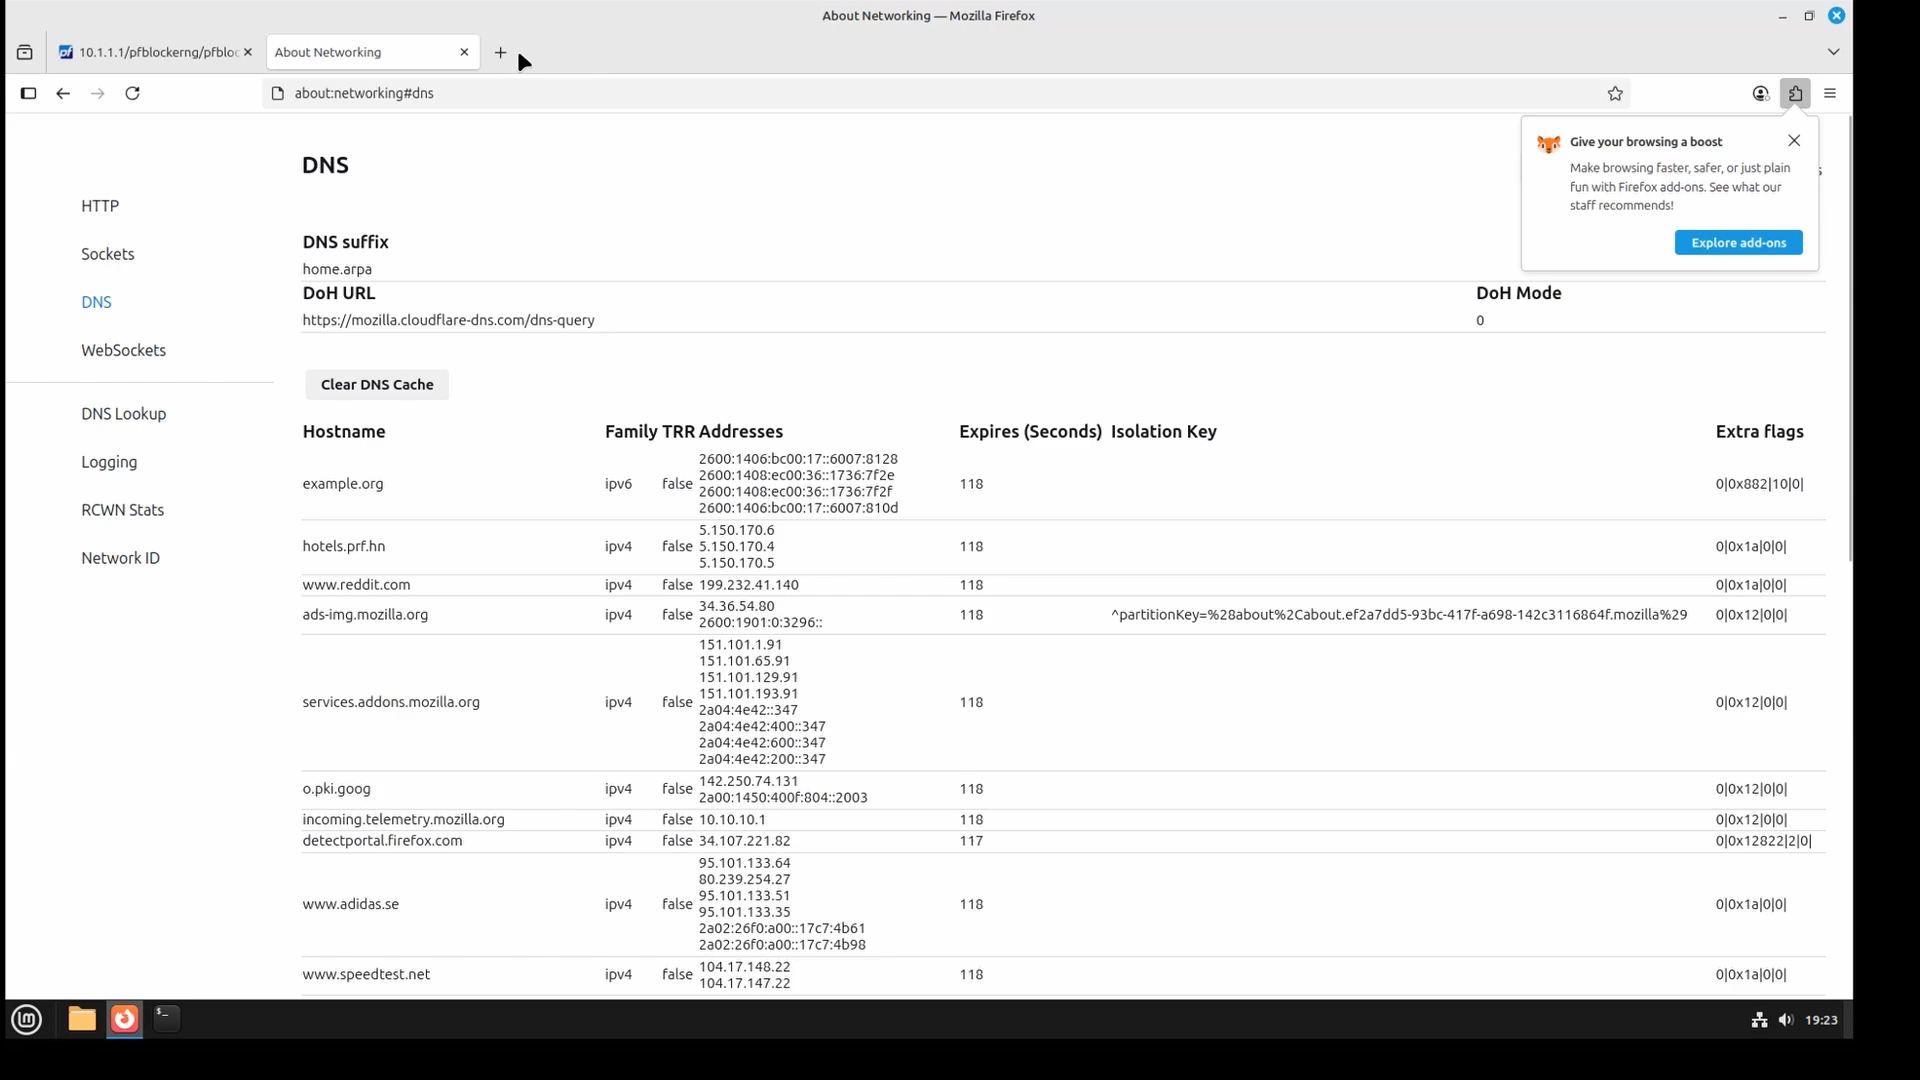 About Networking — Mozilla Firefox
10.1.1.1/pfblockerng/pfbloc
About Networking
about:networking#dns
Give your browsing a boost
Make browsing faster, safer, or just plain
fun with Firefox add-ons. See what our
staff recommends!
Explore add-ons
HTTP
Sockets
DNS
WebSockets
DNS Lookup
Logging
RCWN Stats
Network ID
DNS
DNS suffix
home.arpa
DoH URL DoH Mode
https://mozilla.cloudflare-dns.com/dns-query 0
Clear DNS Cache
Hostname Family TRR Addresses Expires (Seconds) Isolation Key Extra flags
example.org ipv6 false 2600:1406:bc00:17::6007:8128
2600:1408:ec00:36::1736:7f2e
2600:1408:ec00:36::1736:7f2f
2600:1406:bc00:17::6007:810d 118 0|0x882|10|0|
hotels.prf.hn ipv4 false 5.150.170.6
5.150.170.4
5.150.170.5 118 0|0x1a|0|0|
www.reddit.com ipv4 false 199.232.41.140 118 0|0x1a|0|0|
ads-img.mozilla.org ipv4 false 34.36.54.80
2600:1901:0:3296:: 118 ^partitionKey=%28about%2Cabout.ef2a7dd5-93bc-417f-a698-142c3116864f.mozilla%29 0|0x12|0|0|
services.addons.mozilla.org ipv4 false 151.101.1.91
151.101.65.91
151.101.129.91
151.101.193.91
2a04:4e42::347
2a04:4e42:400::347
2a04:4e42:600::347
2a04:4e42:200::347 118 0|0x12|0|0|
o.pki.goog ipv4 false 142.250.74.131
2a00:1450:400f:804::2003 118 0|0x12|0|0|
incoming.telemetry.mozilla.org ipv4 false 10.10.10.1 118 0|0x12|0|0|
detectportal.firefox.com ipv4 false 34.107.221.82 117 0|0x12822|2|0|
www.adidas.se ipv4 false 95.101.133.64
80.239.254.27
95.101.133.51
95.101.133.35
2a02:26f0:a00::17c7:4b61
2a02:26f0:a00::17c7:4b98 118 0|0x1a|0|0|
www.speedtest.net ipv4 false 104.17.148.22
104.17.147.22 118 0|0x1a|0|0|
19:23